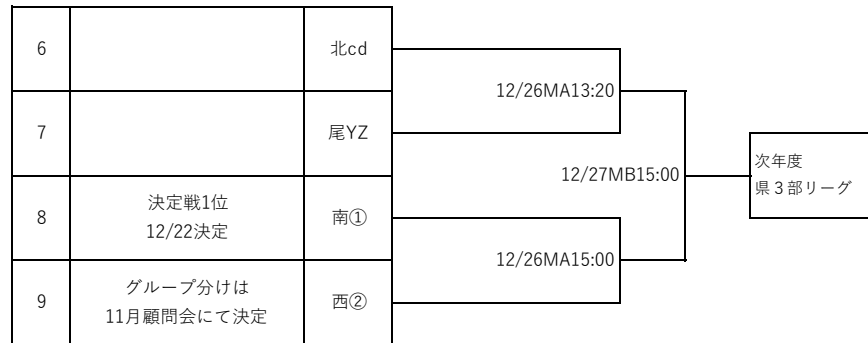 6
北cd
12/26MA13:20
7
尾YZ
12/27MB15:00
次年度
県３部リーグ
8
決定戦1位
12/22決定
南①
12/26MA15:00
9
グループ分けは
11月顧問会にて決定
西②